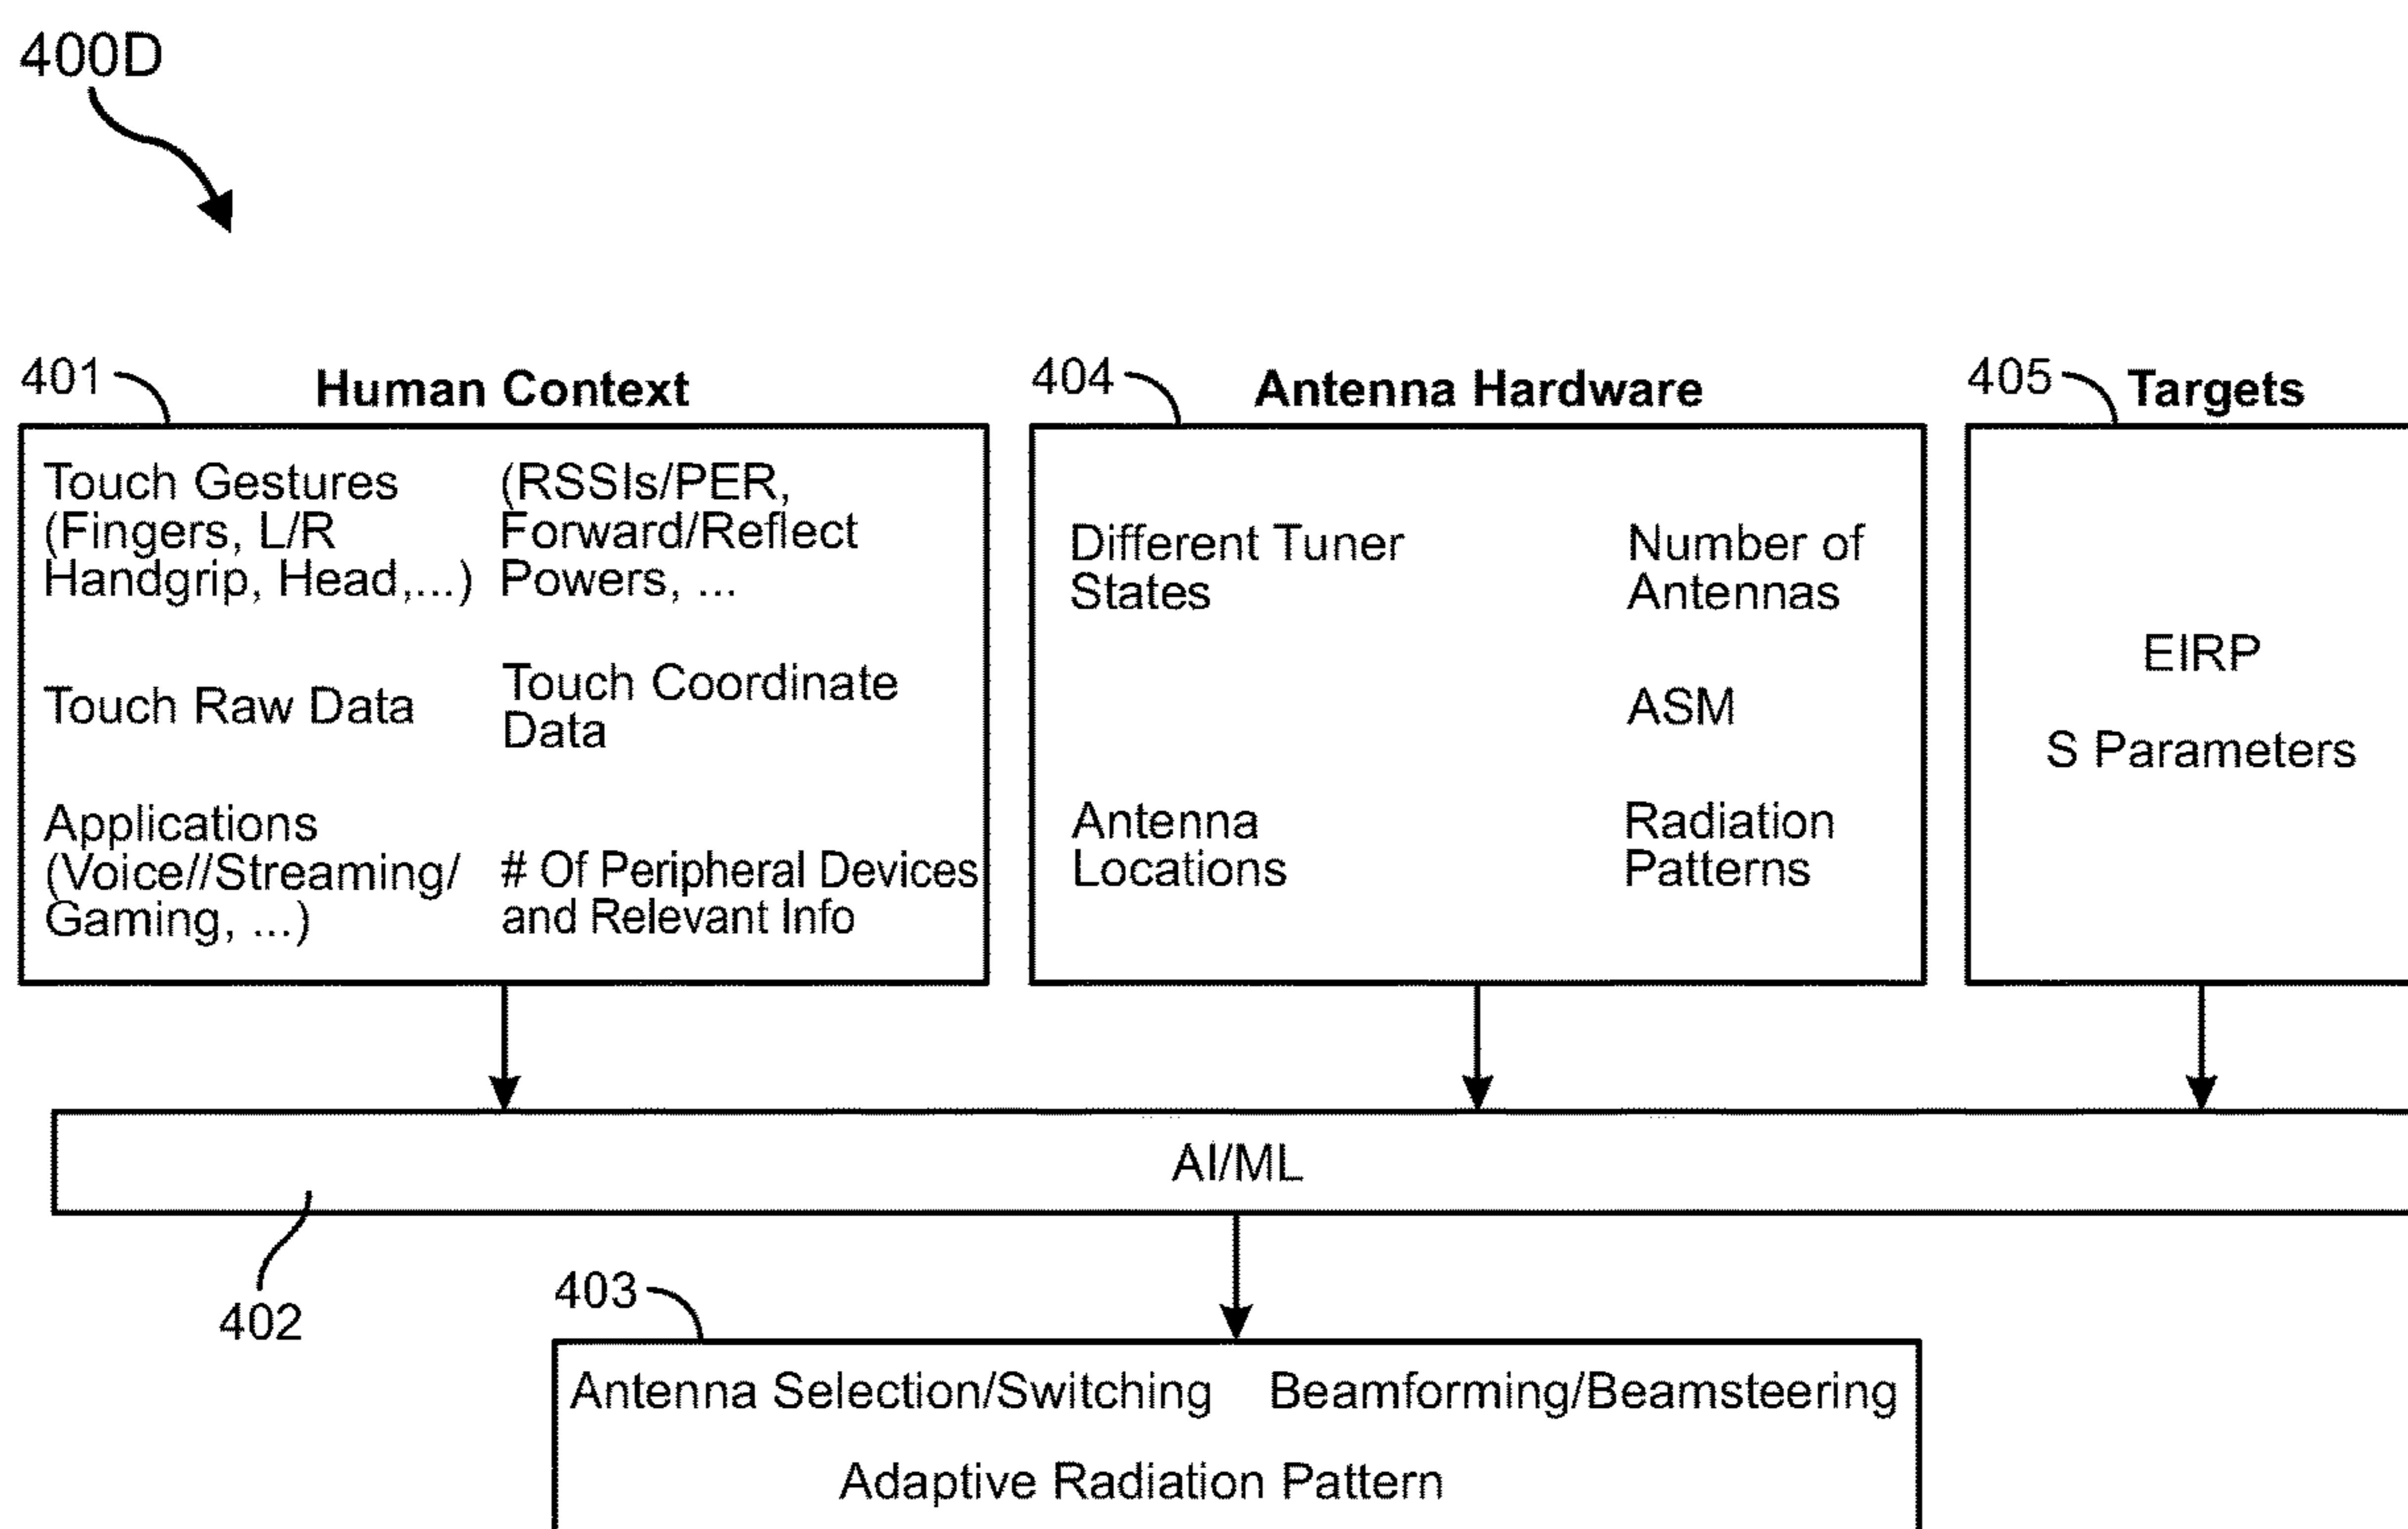 400D
401
Human Context
Touch Gestures
(Fingers, L/R
Handgrip, Head,...)
(RSSIs/PER,
Forward/Reflect
Powers, ...
Touch Raw Data
Touch Coordinate
Data
Applications
(Voice//Streaming/
Gaming, ...)
# Of Peripheral Devices
and Relevant Info
404
Antenna Hardware
Different Tuner
States
Number of
Antennas
ASM
Antenna
Locations
Radiation
Patterns
405
Targets
EIRP
S Parameters
AI/ML
402
403
Antenna Selection/Switching
Beamforming/Beamsteering
Adaptive Radiation Pattern